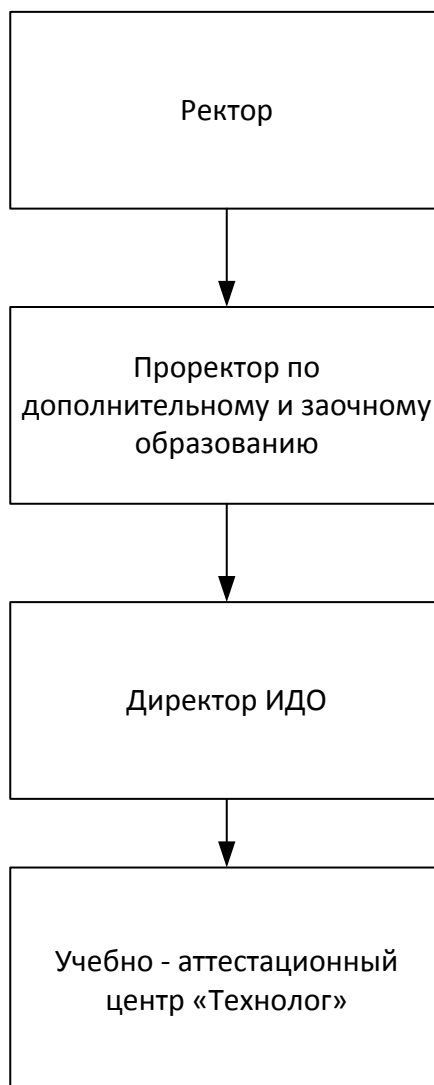 Ректор
Проректор по
дополнительному и заочному
образованию
Директор ИДО
Учебно - аттестационный
центр «Технолог»